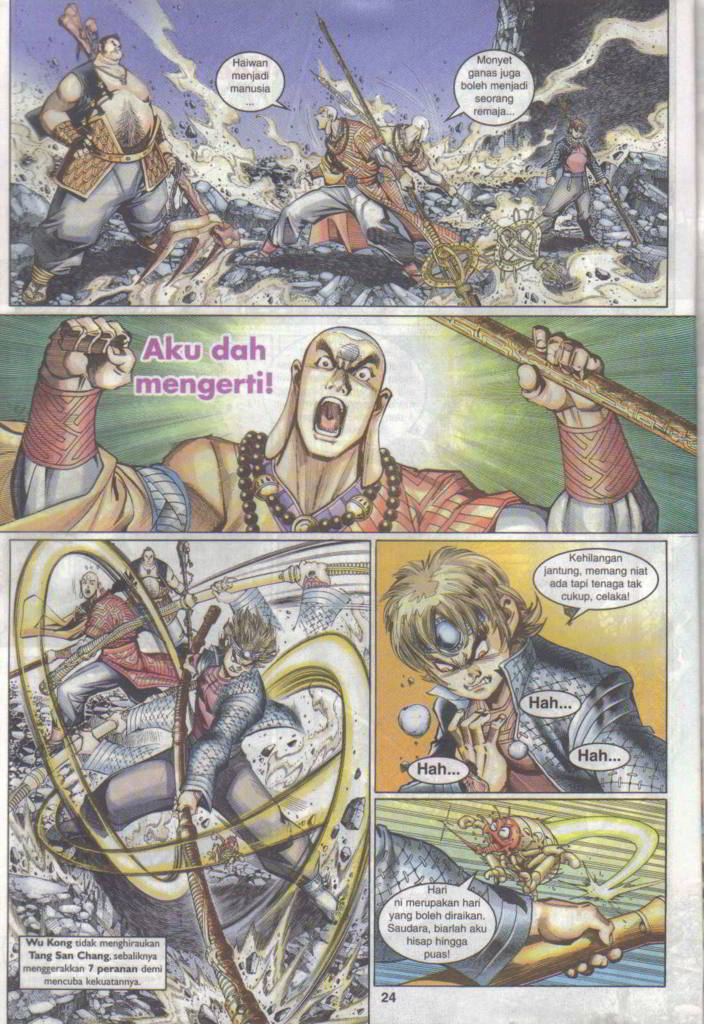 Haiwan
menjadi
manusia
...
Monyet
ganas juga
boleh menjadi
seorang
remaja...
Aku dah
mengerti!
Wu Kong tidak menghiraukan
Tang San Chang, sebaliknya
menggerakkan 7 peranan demi
mencuba kekuatannya.
Kehilangan
jantung, memang niat
ada tapi tenaga tak
cukup, celaka!
Hah...
Hah...
Hah...
Hari
ni merupakan hari
yang boleh diraikan.
Saudara, biarlah aku
hisap hingga
puas!
24